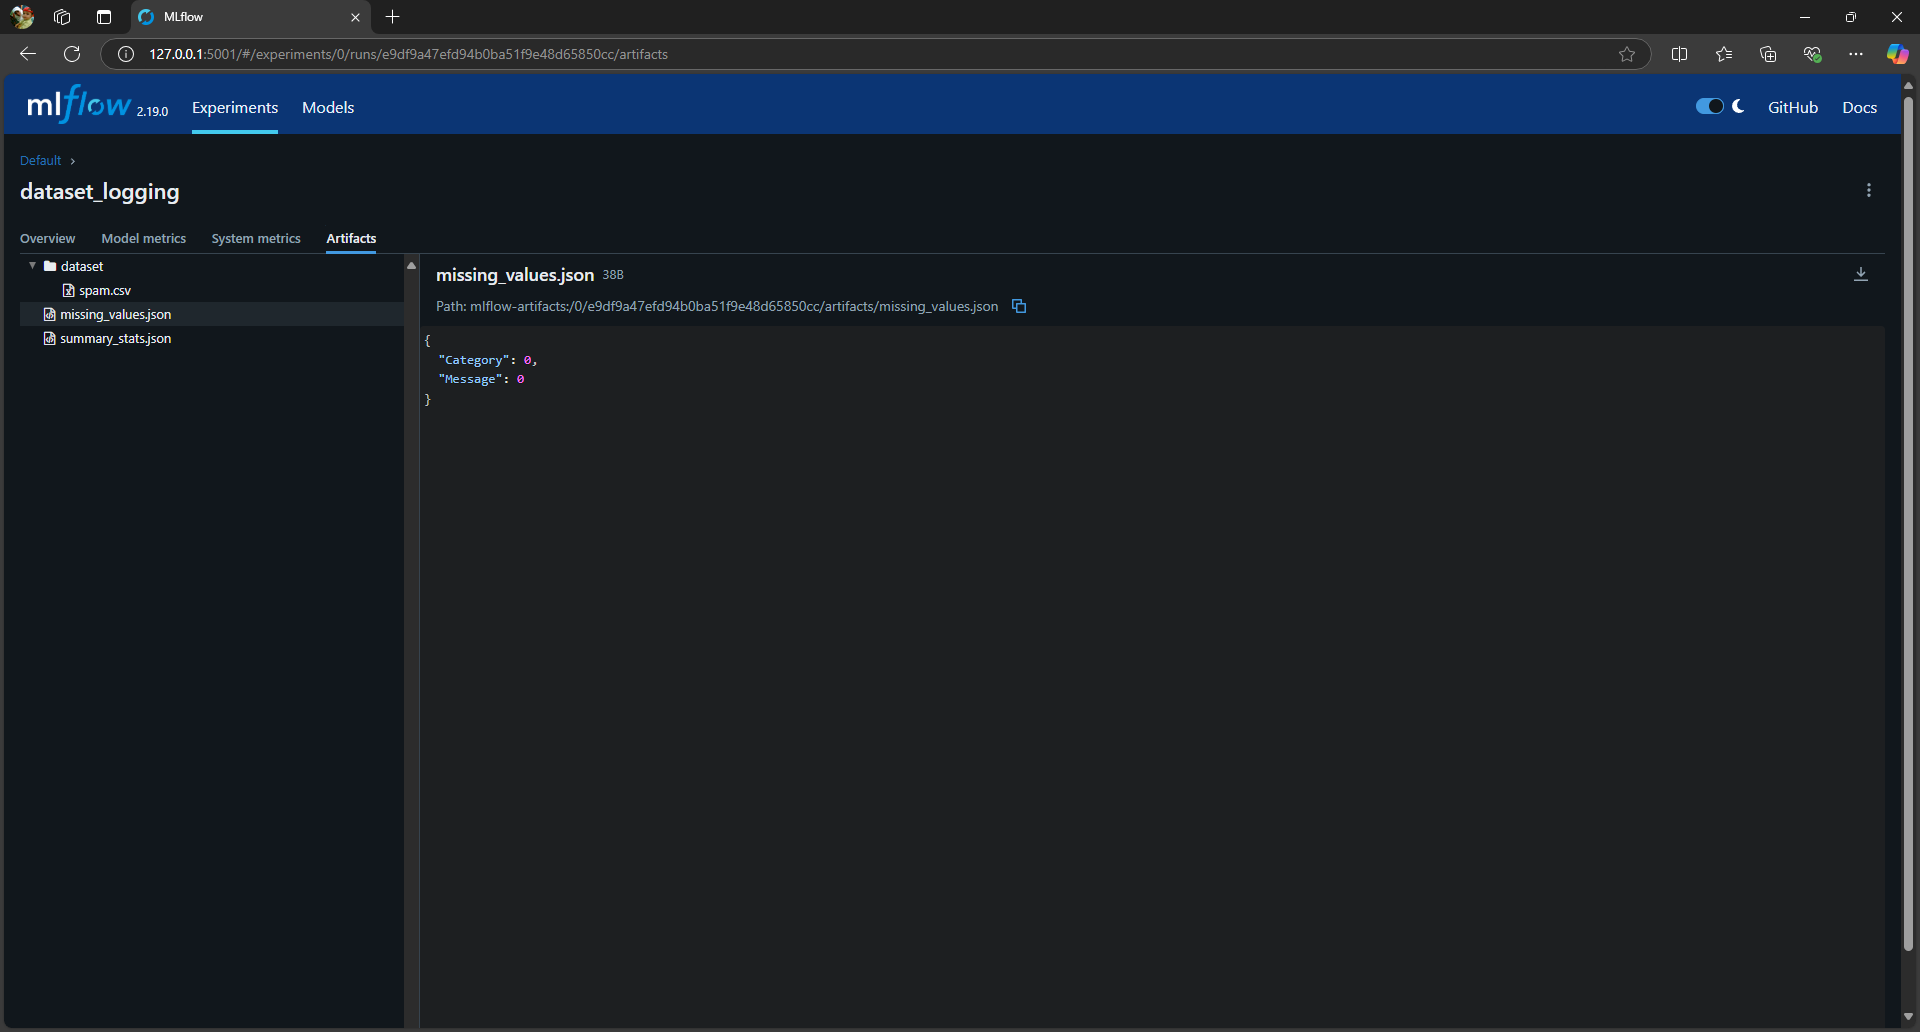 MLflow
127.0.0.1:5001/#/experiments/0/runs/e9df9a47efd94b0ba51f9e48d65850cc/artifacts
mlflow 2.19.0 Experiments Models GitHub Docs
Default
dataset_logging
Overview Model metrics System metrics Artifacts
dataset
spam.csv
missing_values.json
summary_stats.json
missing_values.json 38B
Path: mlflow-artifacts:/0/e9df9a47efd94b0ba51f9e48d65850cc/artifacts/missing_values.json
{
"Category": 0,
"Message": 0
}